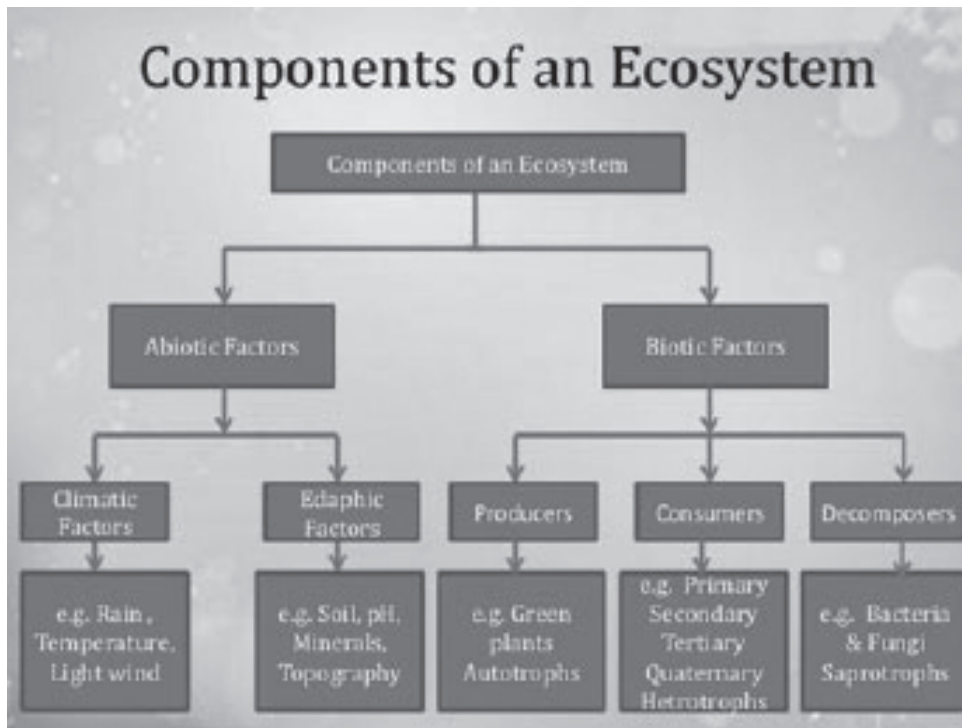 Components of an Ecosystem
Components of an Ecosystem
Abiotic Factors
Biotic Factors
Climatic
Factors
Edaphic
Factors
Producers
Consumers
Decomposers
e.g. Rain,
Temperature,
Light wind
e.g. Soil, pH,
Minerals,
Topography
e.g. Green
plants
Autotrophs
e.g. Primary
Secondary
Tertiary
Quaternary
Hetrotrophs
e.g. Bacteria
& Fungi
Saprotrophs